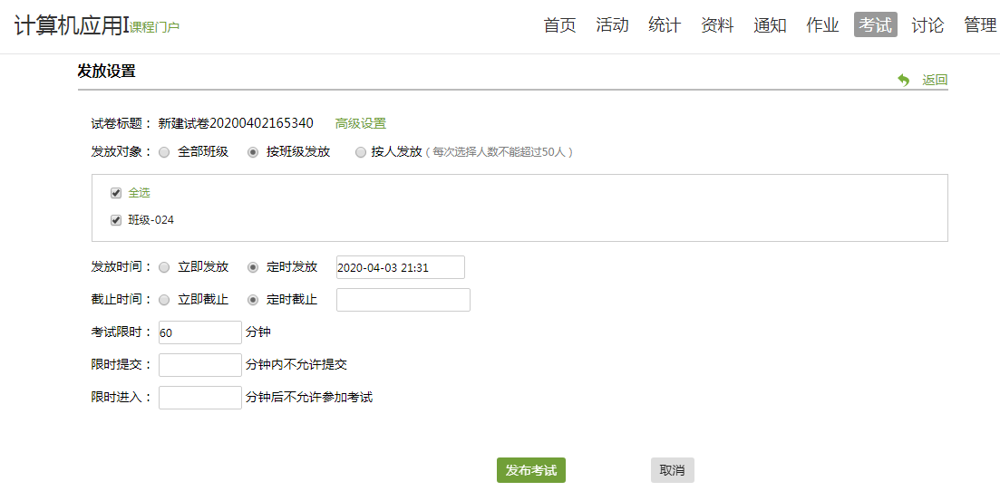 计算机应用I课程门户 首页 活动 统计 资料 通知 作业 考试 讨论 管理
发放设置
返回
试卷标题： 新建试卷20200402165340 高级设置
发放对象： 全部班级 按班级发放 按人发放（每次选择人数不能超过50人）
全选
班级-024
发放时间： 立即发放 定时发放 2020-04-03 21:31
截止时间： 立即截止 定时截止
考试限时： 60 分钟
限时提交： 分钟内不允许提交
限时进入： 分钟后不允许参加考试
发布考试 取消